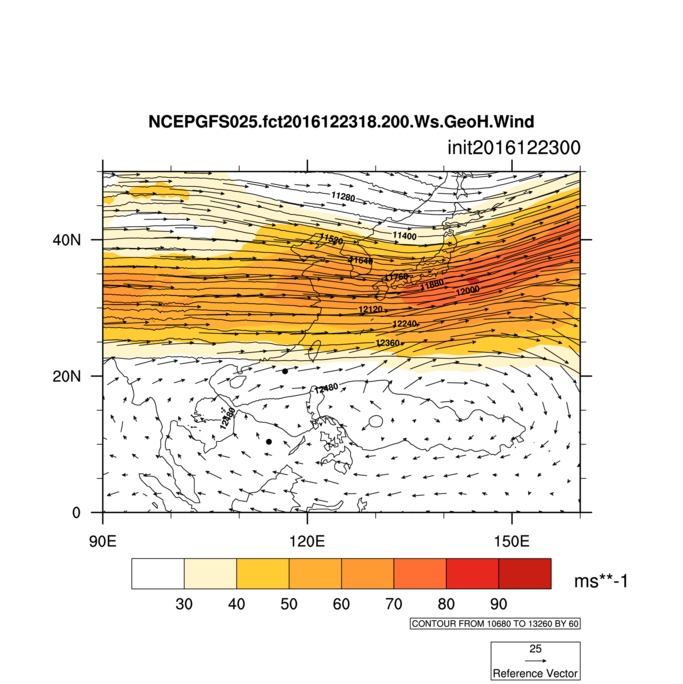 NCEPGFS025.fct2016122318.200.Ws.GeoH.Wind
init2016122300
11280
11520
11400
11640
11760
11880
12000
12120
12240
12360
12480
12480
40N
20N
0
90E 120E 150E
ms**-1
30 40 50 60 70 80 90
CONTOUR FROM 10680 TO 13260 BY 60
25
Reference Vector